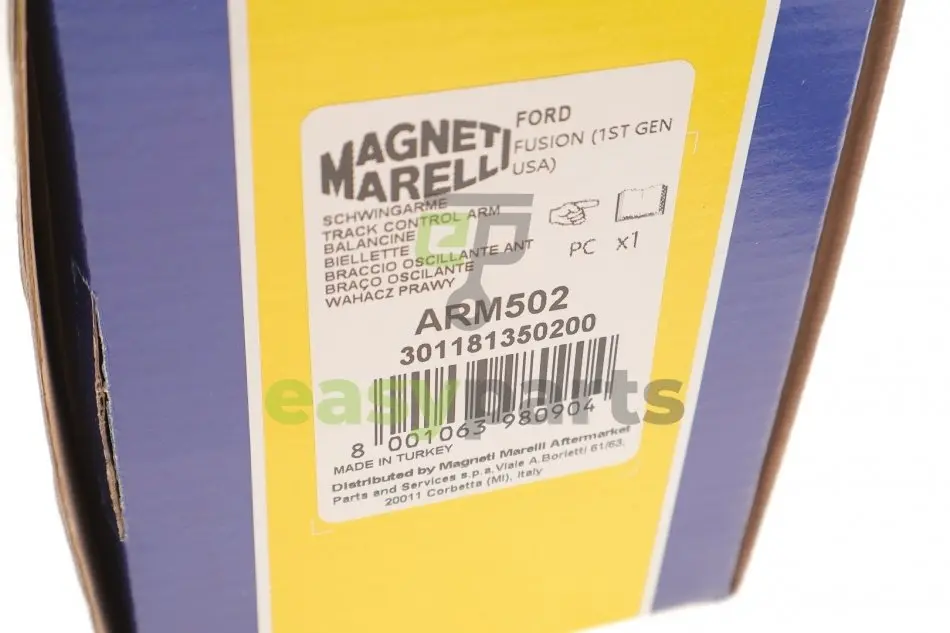 MAGNETI
MARELLI
FORD
FUSION (1ST GEN
USA)
SCHWINGARME
TRACK CONTROL ARM
BALANCINE
BIELLETTE
BRACCIO OSCILLANTE ANT
BRAÇO OSCILANTE
WAHACZ PRAWY
PC x1
ep
ARM502
301181350200
easyparts
8 001063 980904
MADE IN TURKEY
Distributed by Magneti Marelli Aftermarket
Parts and Services s.p.a. Viale A. Borletti 61/63,
20011 Corbetta (MI), Italy